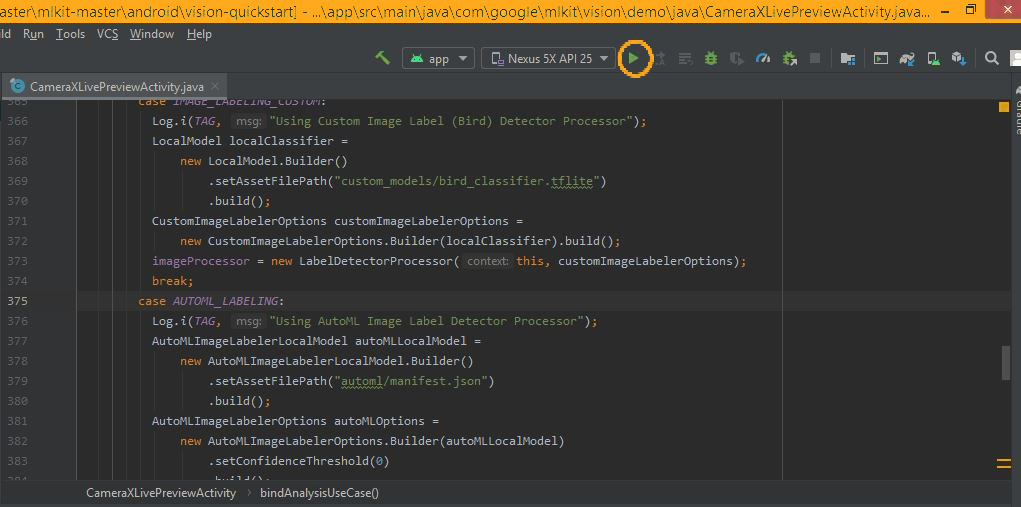 aster\mlkit-master\android\vision-quickstart] - ...\app\src\main\java\com\google\mlkit\vision\demo\java\CameraXLivePreviewActivity.java...
ild Run Tools VCS Window Help
app Nexus 5X API 25
CameraXLivePreviewActivity.java
365 case IMAGE_LABELING_CUSTOM:
366 Log.i(TAG, msg: "Using Custom Image Label (Bird) Detector Processor");
367 LocalModel localClassifier =
368 new LocalModel.Builder()
369 .setAssetFilePath("custom_models/bird_classifier.tflite")
370 .build();
371 CustomImageLabelerOptions customImageLabelerOptions =
372 new CustomImageLabelerOptions.Builder(localClassifier).build();
373 imageProcessor = new LabelDetectorProcessor( context: this, customImageLabelerOptions);
374 break;
375 case AUTOML_LABELING:
376 Log.i(TAG, msg: "Using AutoML Image Label Detector Processor");
377 AutoMLImageLabelerLocalModel autoMLLocalModel =
378 new AutoMLImageLabelerLocalModel.Builder()
379 .setAssetFilePath("automl/manifest.json")
380 .build();
381 AutoMLImageLabelerOptions autoMLOptions =
382 new AutoMLImageLabelerOptions.Builder(autoMLLocalModel)
383 .setConfidenceThreshold(0)
384 .build();
CameraXLivePreviewActivity › bindAnalysisUseCase()